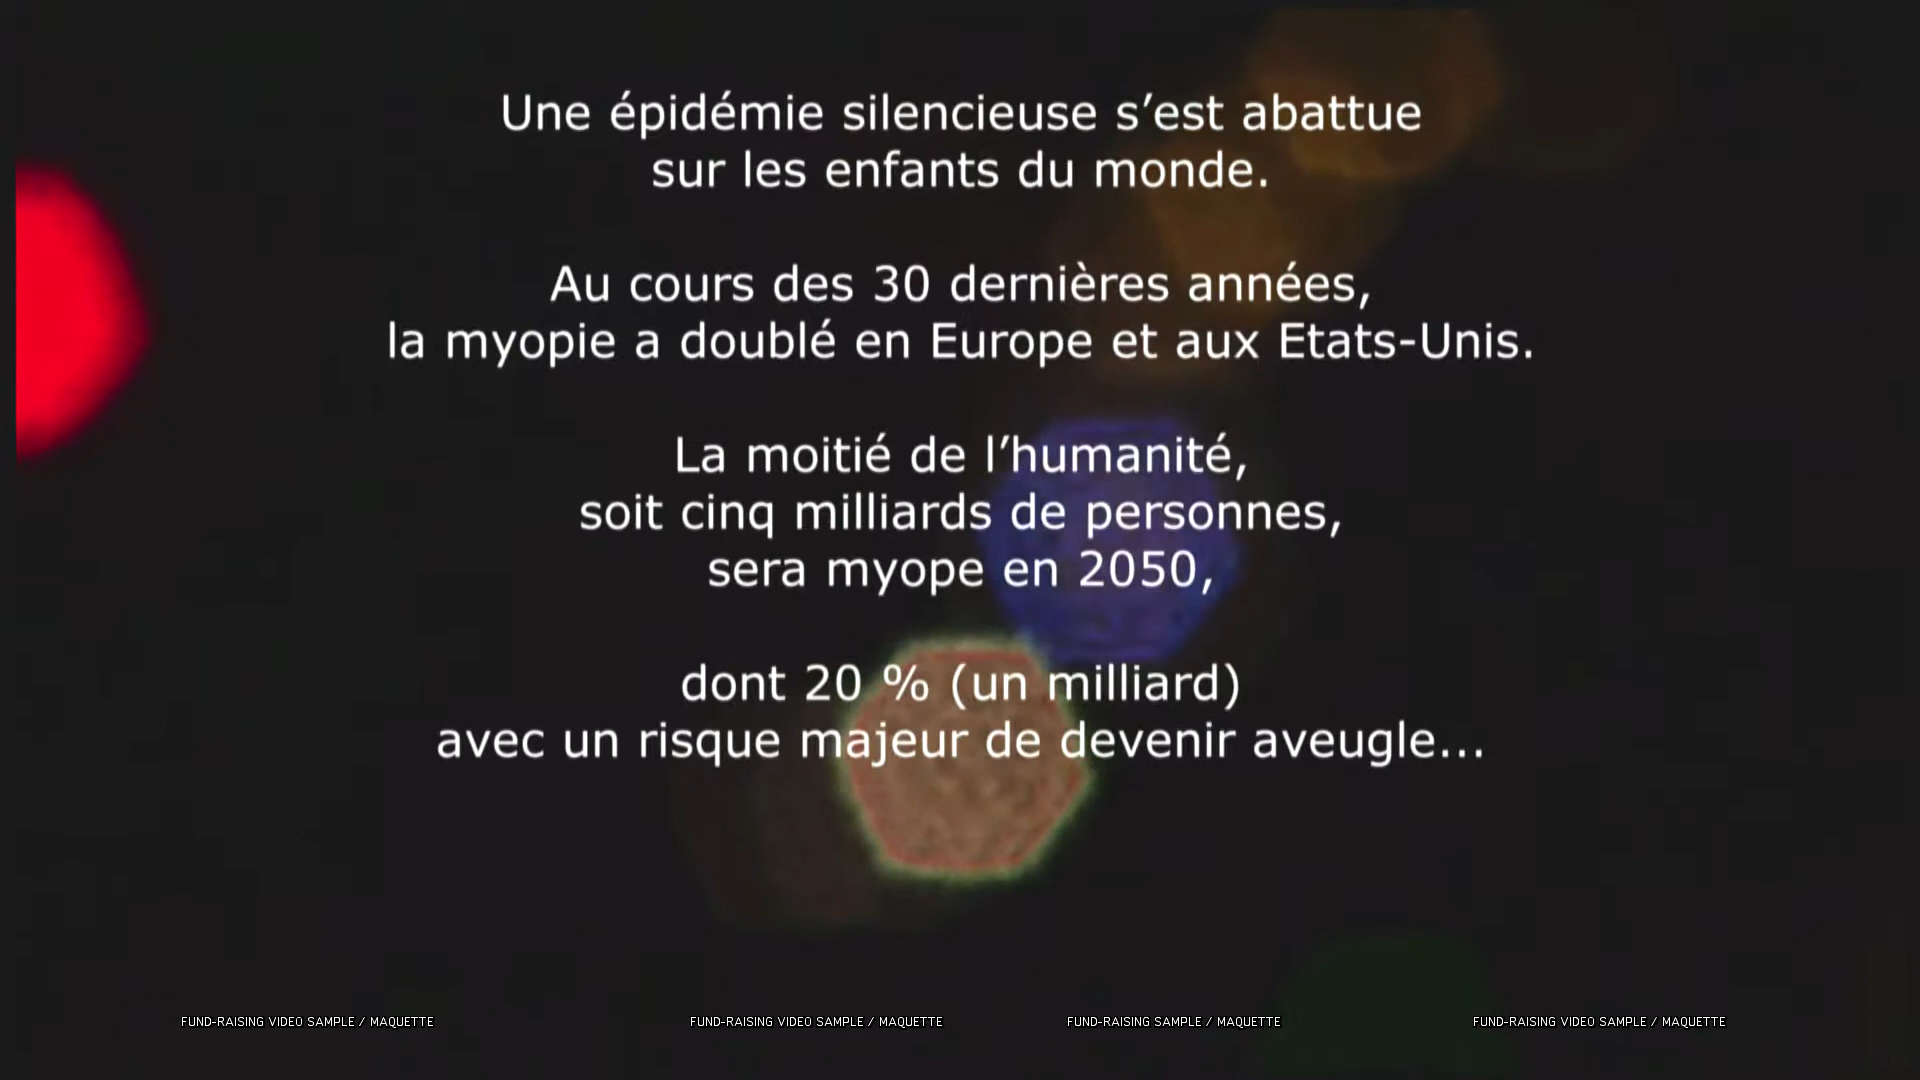 Une épidémie silencieuse s’est abattue
sur les enfants du monde.
Au cours des 30 dernières années,
la myopie a doublé en Europe et aux Etats-Unis.
La moitié de l’humanité,
soit cinq milliards de personnes,
sera myope en 2050,
dont 20 % (un milliard)
avec un risque majeur de devenir aveugle...
FUND-RAISING VIDEO SAMPLE / MAQUETTE
FUND-RAISING VIDEO SAMPLE / MAQUETTE
FUND-RAISING SAMPLE / MAQUETTE
FUND-RAISING VIDEO SAMPLE / MAQUETTE